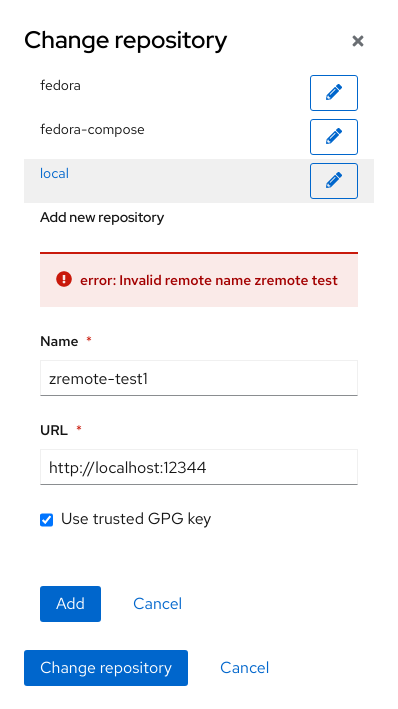 Change repository
fedora
fedora-compose
local
Add new repository
error: Invalid remote name zremote test
Name *
zremote-test1
URL *
http://localhost:12344
Use trusted GPG key
Add Cancel
Change repository Cancel